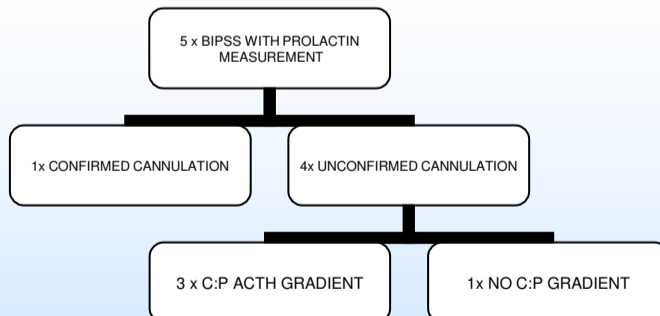 5 x BIPSS WITH PROLACTIN
MEASUREMENT
1x CONFIRMED CANNULATION
4x UNCONFIRMED CANNULATION
3 x C:P ACTH GRADIENT
1x NO C:P GRADIENT